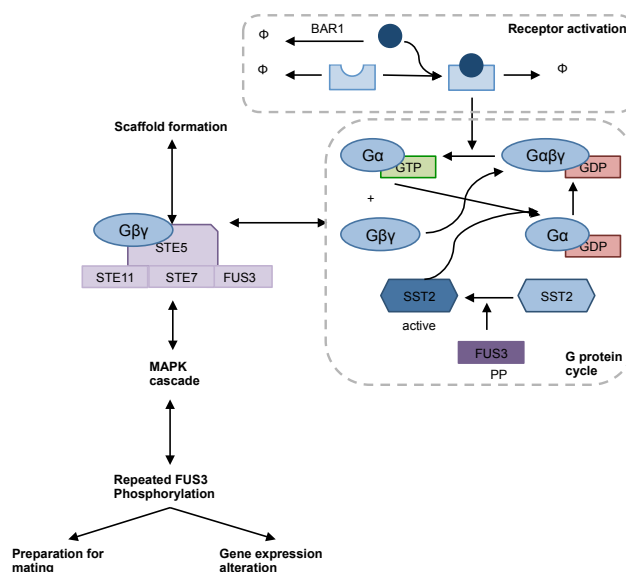 Φ
BAR1
Receptor activation
Φ
Φ
Scaffold formation
Gα
GTP
Gαβγ
GDP
+
Gβγ
STE5
Gβγ
Gα
GDP
STE11
STE7
FUS3
SST2
SST2
active
FUS3
PP
G protein
cycle
MAPK
cascade
Repeated FUS3
Phosphorylation
Preparation for
mating
Gene expression
alteration